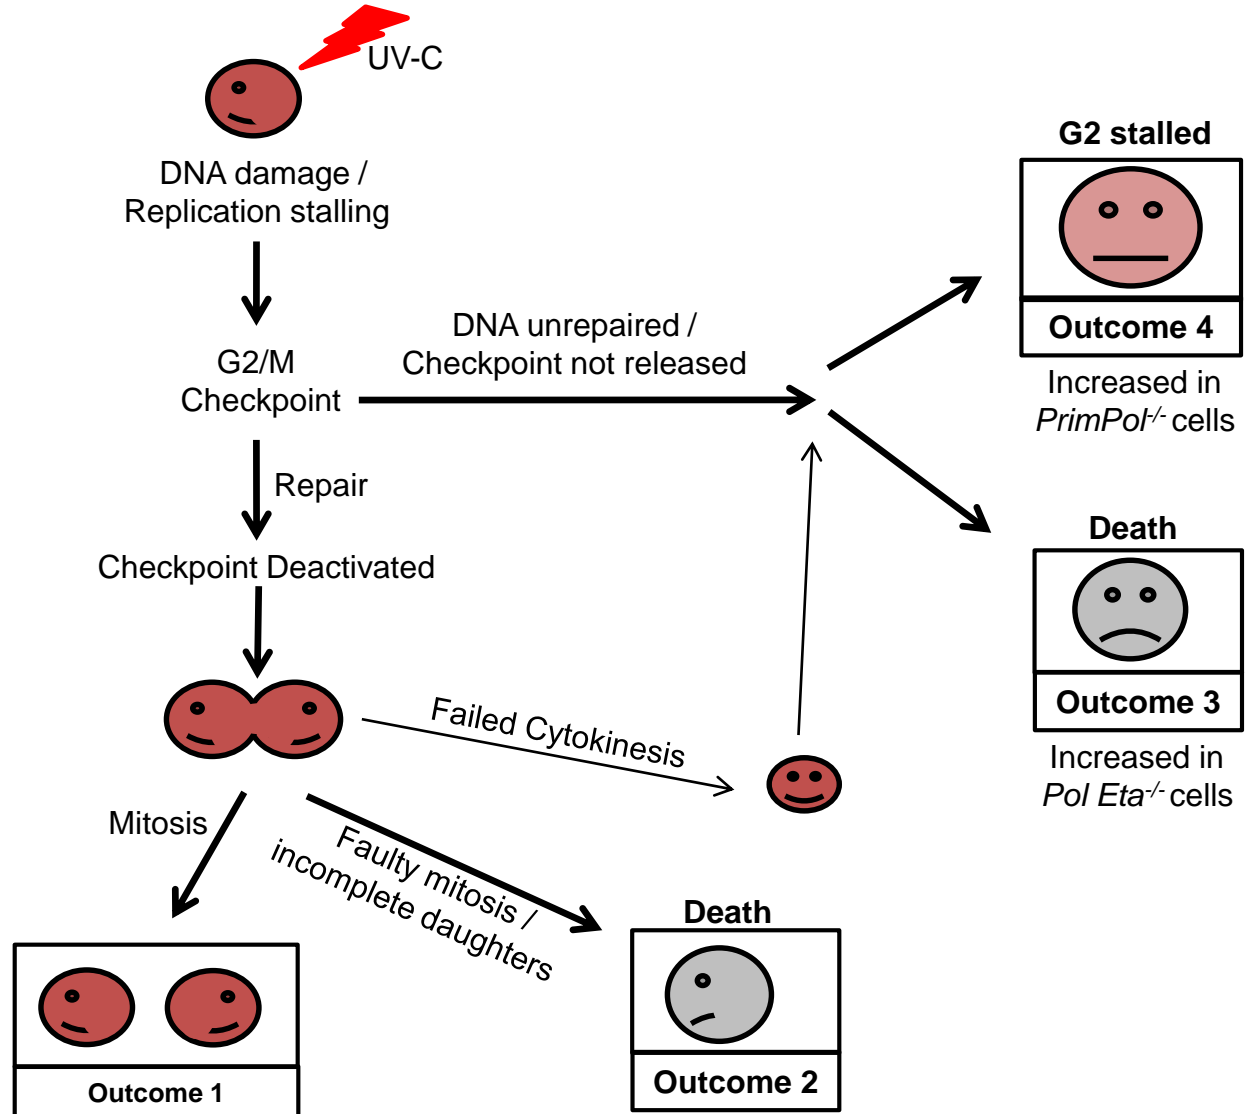 UV-C
DNA damage /
Replication stalling
G2/M
Checkpoint
DNA unrepaired /
Checkpoint not released
G2 stalled
Outcome 4
Increased in
PrimPol-/- cells
Repair
Checkpoint Deactivated
Death
Outcome 3
Increased in
Pol Eta-/- cells
Failed Cytokinesis
Mitosis
Faulty mitosis /
incomplete daughters
Death
Outcome 2
Outcome 1